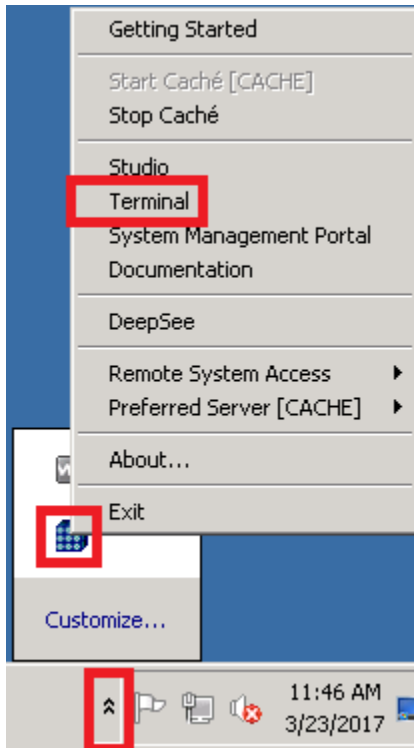 Getting Started
Start Caché [CACHE]
Stop Caché
Studio
Terminal
System Management Portal
Documentation
DeepSee
Remote System Access
Preferred Server [CACHE]
About...
Exit
Customize...
11:46 AM
3/23/2017